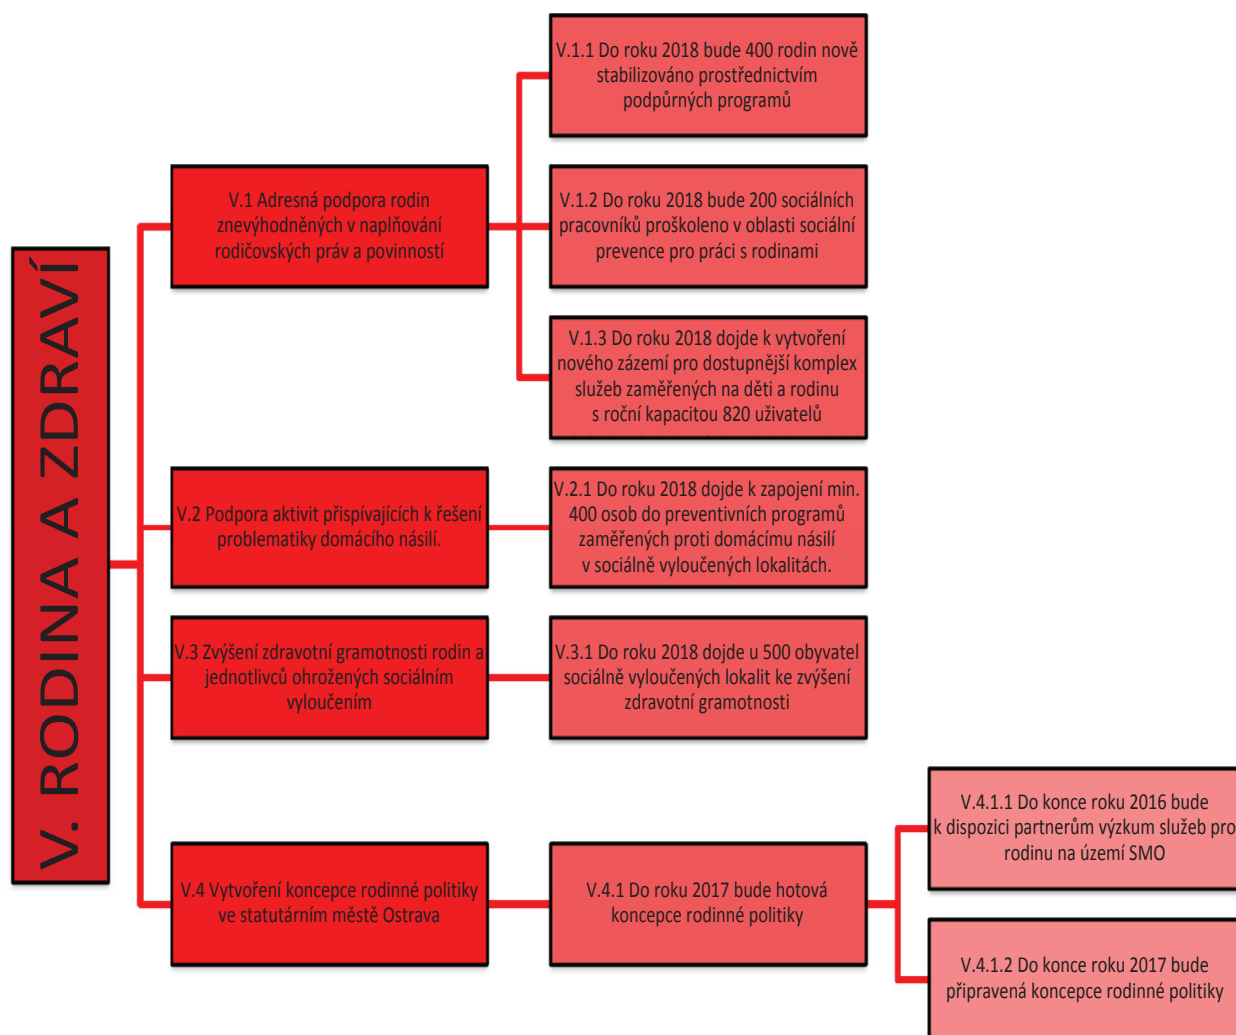 V. RODINA A ZDRAVÍ
V.1 Adresná podpora rodin
znevýhodněných v naplňování
rodičovských práv a povinností
V.1.1 Do roku 2018 bude 400 rodin nově
stabilizováno prostřednictvím
podpůrných programů
V.1.2 Do roku 2018 bude 200 sociálních
pracovníků proškoleno v oblasti sociální
prevence pro práci s rodinami
V.1.3 Do roku 2018 dojde k vytvoření
nového zázemí pro dostupnější komplex
služeb zaměřených na děti a rodinu
s roční kapacitou 820 uživatelů
V.2 Podpora aktivit přispívajících k řešení
problematiky domácího násilí.
V.2.1 Do roku 2018 dojde k zapojení min.
400 osob do preventivních programů
zaměřených proti domácímu násilí
v sociálně vyloučených lokalitách.
V.3 Zvýšení zdravotní gramotnosti rodin a
jednotlivců ohrožených sociálním
vyloučením
V.3.1 Do roku 2018 dojde u 500 obyvatel
sociálně vyloučených lokalit ke zvýšení
zdravotní gramotnosti
V.4 Vytvoření koncepce rodinné politiky
ve statutárním městě Ostrava
V.4.1 Do roku 2017 bude hotová
koncepce rodinné politiky
V.4.1.1 Do konce roku 2016 bude
k dispozici partnerům výzkum služeb pro
rodinu na území SMO
V.4.1.2 Do konce roku 2017 bude
připravená koncepce rodinné politiky